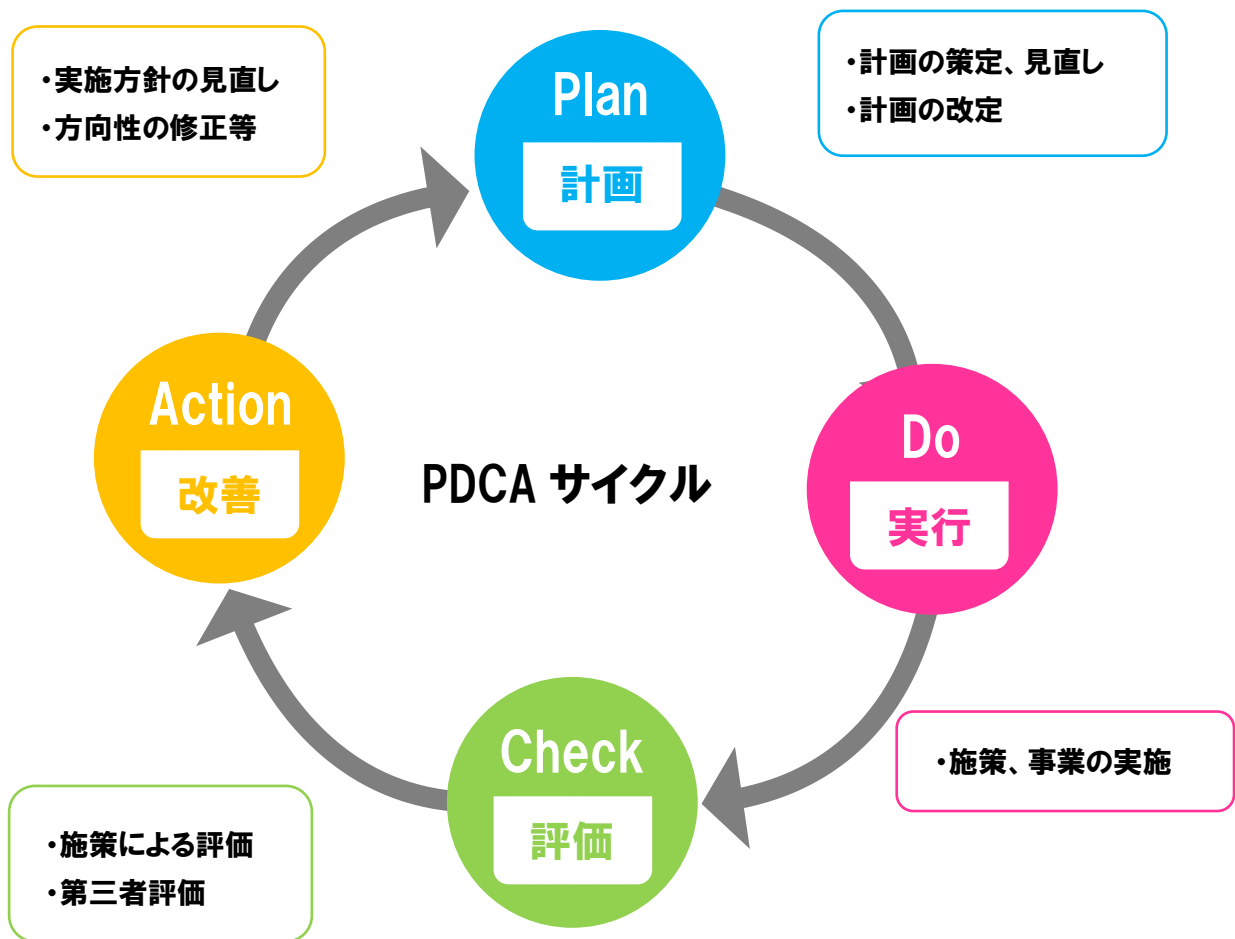 ・実施方針の見直し
・方向性の修正等
Plan
計画
・計画の策定、見直し
・計画の改定
Action
改善
PDCA サイクル
Do
実行
Check
評価
・施策、事業の実施
・施策による評価
・第三者評価